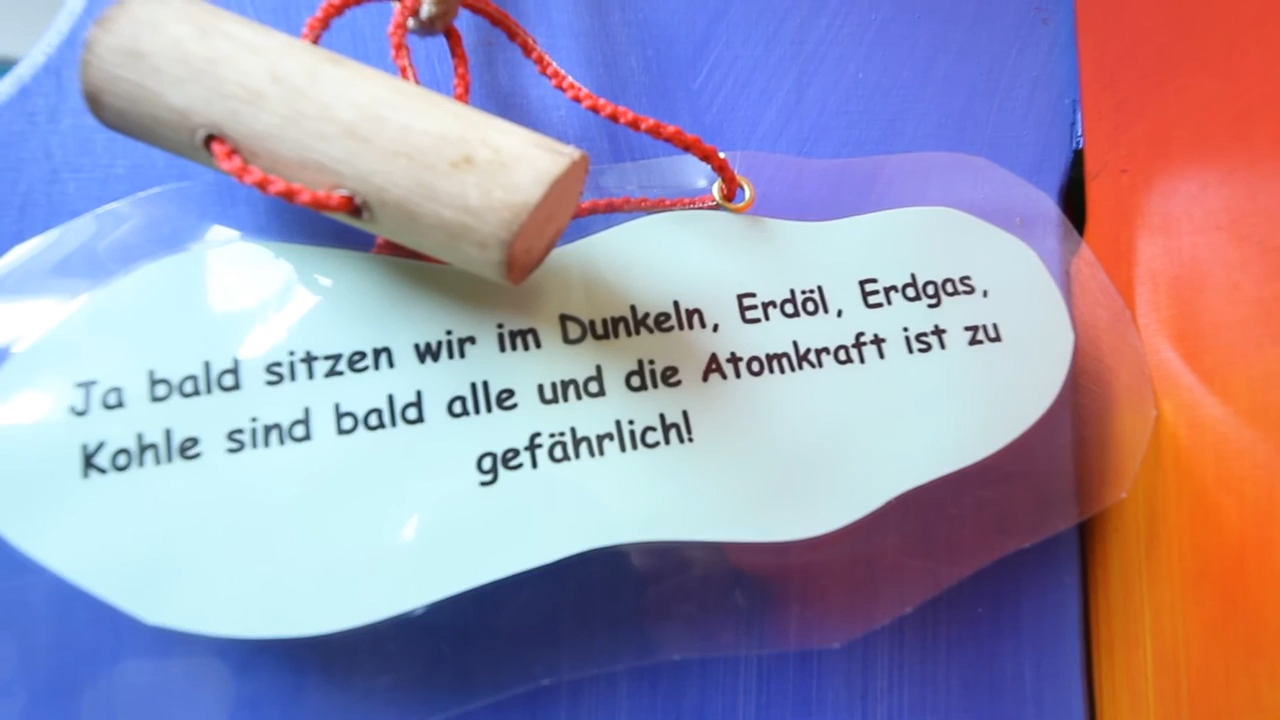 Ja bald sitzen wir im Dunkeln, Erdöl, Erdgas,
Kohle sind bald alle und die Atomkraft ist zu
gefährlich!